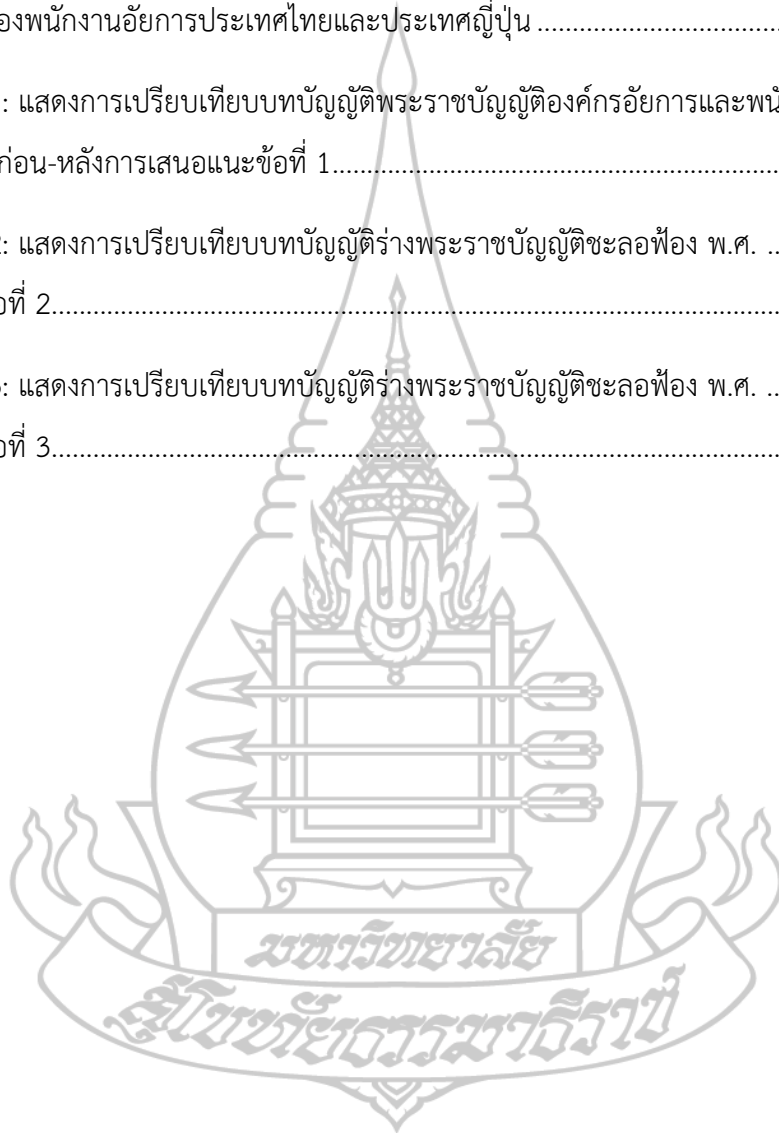 องพนักงานอัยการประเทศไทยและประเทศญี่ปุ่น ....................................
: แสดงการเปรียบเทียบบทบัญญัติพระราชบัญญัติองค์กรอัยการและพนั
ก่อน-หลังการเสนอแนะข้อที่ 1.................................................................
: แสดงการเปรียบเทียบบทบัญญัติร่างพระราชบัญญัติชะลอฟ้อง พ.ศ. ..
อที่ 2.........................................................................................................
: แสดงการเปรียบเทียบบทบัญญัติร่างพระราชบัญญัติชะลอฟ้อง พ.ศ. ..
อที่ 3.........................................................................................................
มหาวิทยาลัย
สุโขทัยธรรมาธิราช